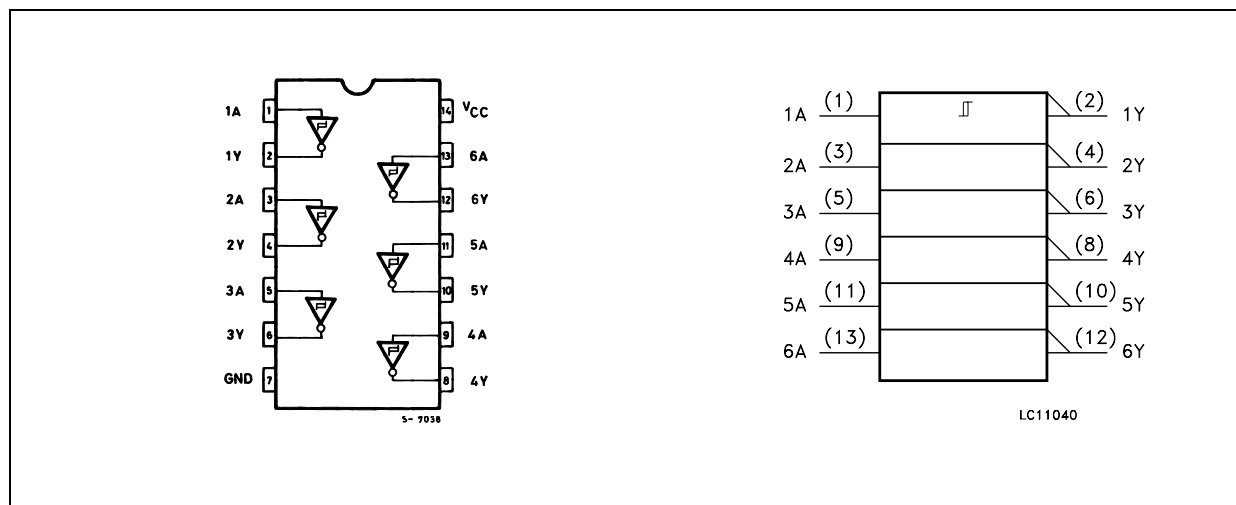 1A 1 14 VCC
1Y 2 13 6A
2A 3 12 6Y
2Y 4 11 5A
3A 5 10 5Y
3Y 6 9 4A
GND 7 8 4Y
S- 7038
1A (1) (2) 1Y
2A (3) (4) 2Y
3A (5) (6) 3Y
4A (9) (8) 4Y
5A (11) (10) 5Y
6A (13) (12) 6Y
LC11040